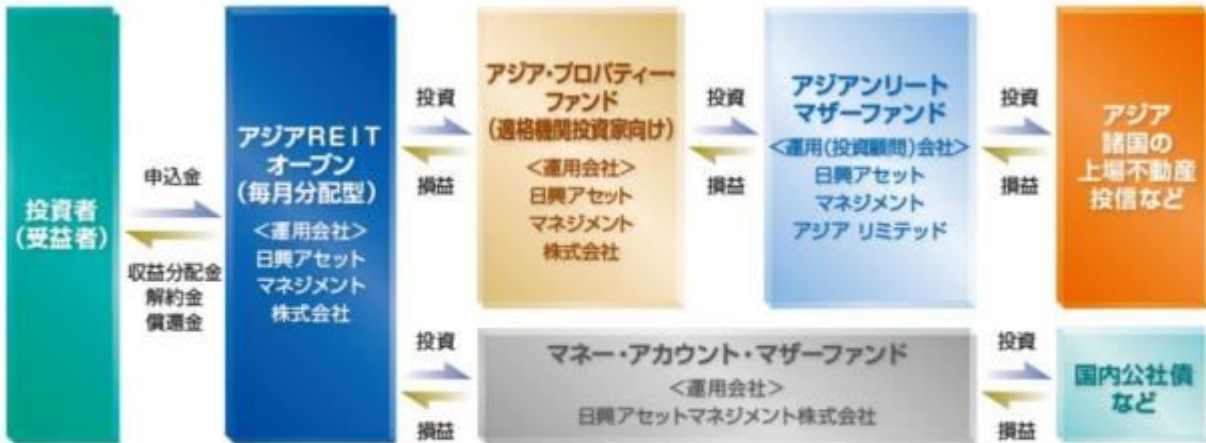 投資者
(受益者)
申込金
収益分配金
解約金
償還金
アジアREIT
オープン
(毎月分配型)
<運用会社>
日興アセット
マネジメント
株式会社
投資
損益
アジア・プロパティー・
ファンド
(適格機関投資家向け)
<運用会社>
日興アセット
マネジメント
株式会社
投資
損益
アジアンリート
マザーファンド
<運用(投資顧問)会社>
日興アセット
マネジメント
アジア リミテッド
投資
損益
アジア
諸国の
上場不動産
投信など
投資
損益
マネー・アカウント・マザーファンド
<運用会社>
日興アセットマネジメント株式会社
投資
損益
国内公社債
など